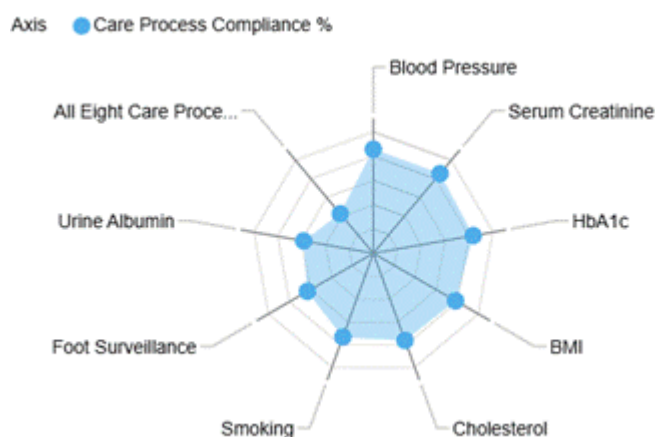 Axis Care Process Compliance %
Blood Pressure
All Eight Care Proce...
Serum Creatinine
Urine Albumin
HbA1c
Foot Surveillance
BMI
Smoking
Cholesterol